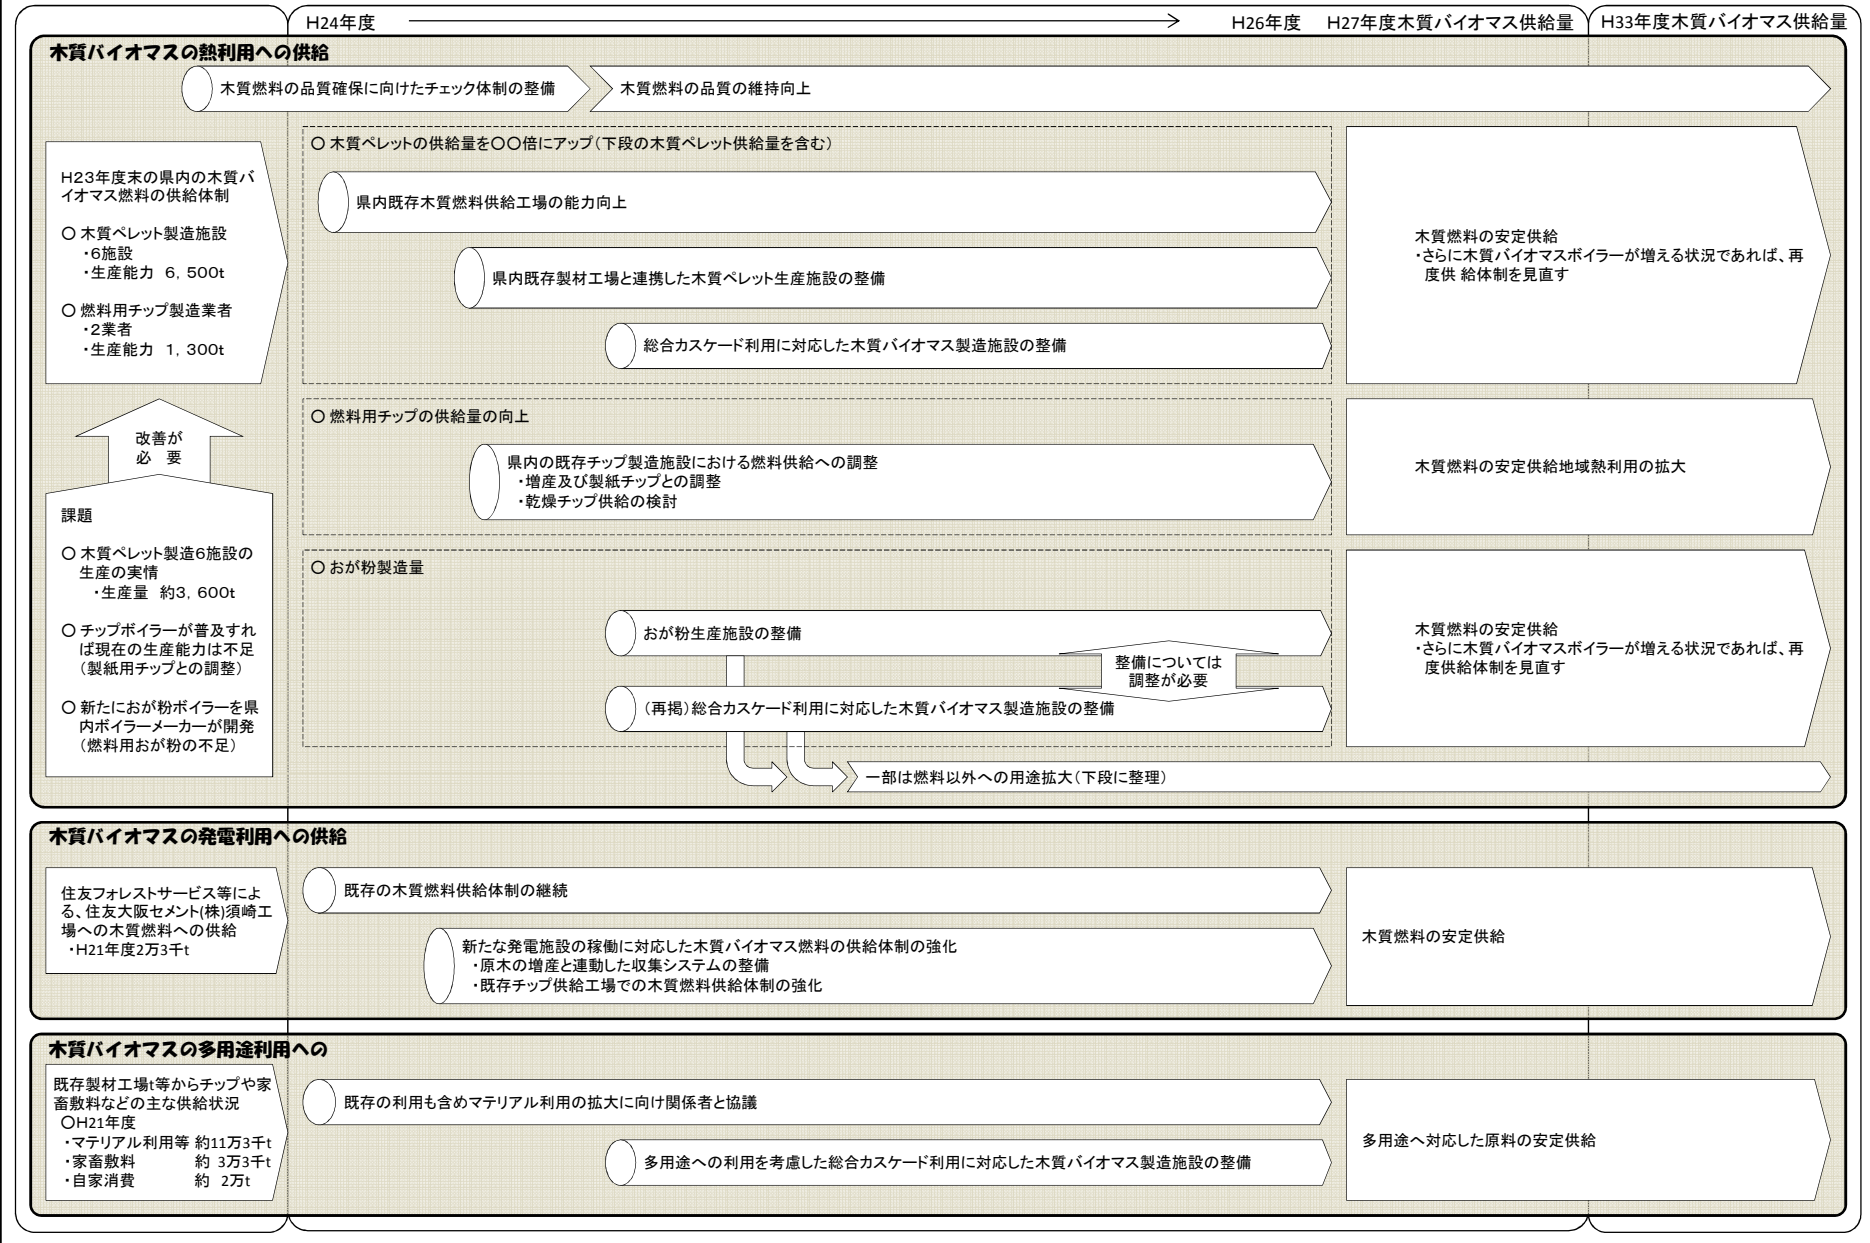 H24年度
H26年度
H27年度木質バイオマス供給量
H33年度木質バイオマス供給量
木質バイオマスの熱利用への供給
木質燃料の品質確保に向けたチェック体制の整備
木質燃料の品質の維持向上
H23年度末の県内の木質バ
イオマス燃料の供給体制
○ 木質ペレット製造施設
・6施設
・生産能力 6, 500t
○ 燃料用チップ製造業者
・2業者
・生産能力 1, 300t
改善が
必 要
課題
○ 木質ペレット製造6施設の
生産の実情
・生産量 約3, 600t
○ チップボイラーが普及すれ
ば現在の生産能力は不足
(製紙用チップとの調整)
○ 新たにおが粉ボイラーを県
内ボイラーメーカーが開発
(燃料用おが粉の不足)
○ 木質ペレットの供給量を○○倍にアップ(下段の木質ペレット供給量を含む)
県内既存木質燃料供給工場の能力向上
県内既存製材工場と連携した木質ペレット生産施設の整備
総合カスケード利用に対応した木質バイオマス製造施設の整備
木質燃料の安定供給
・さらに木質バイオマスボイラーが増える状況であれば、再
度供 給体制を見直す
○ 燃料用チップの供給量の向上
県内の既存チップ製造施設における燃料供給への調整
・増産及び製紙チップとの調整
・乾燥チップ供給の検討
木質燃料の安定供給地域熱利用の拡大
○ おが粉製造量
おが粉生産施設の整備
整備については
調整が必要
(再掲)総合カスケード利用に対応した木質バイオマス製造施設の整備
木質燃料の安定供給
・さらに木質バイオマスボイラーが増える状況であれば、再
度供給体制を見直す
一部は燃料以外への用途拡大(下段に整理)
木質バイオマスの発電利用への供給
住友フォレストサービス等によ
る、住友大阪セメント(株)須崎工
場への木質燃料への供給
・H21年度2万3千t
既存の木質燃料供給体制の継続
新たな発電施設の稼働に対応した木質バイオマス燃料の供給体制の強化
・原木の増産と連動した収集システムの整備
・既存チップ供給工場での木質燃料供給体制の強化
木質燃料の安定供給
木質バイオマスの多用途利用への
既存製材工場t等からチップや家
畜敷料などの主な供給状況
○H21年度
・マテリアル利用等 約11万3千t
・家畜敷料 約 3万3千t
・自家消費 約 2万t
既存の利用も含めマテリアル利用の拡大に向け関係者と協議
多用途への利用を考慮した総合カスケード利用に対応した木質バイオマス製造施設の整備
多用途へ対応した原料の安定供給